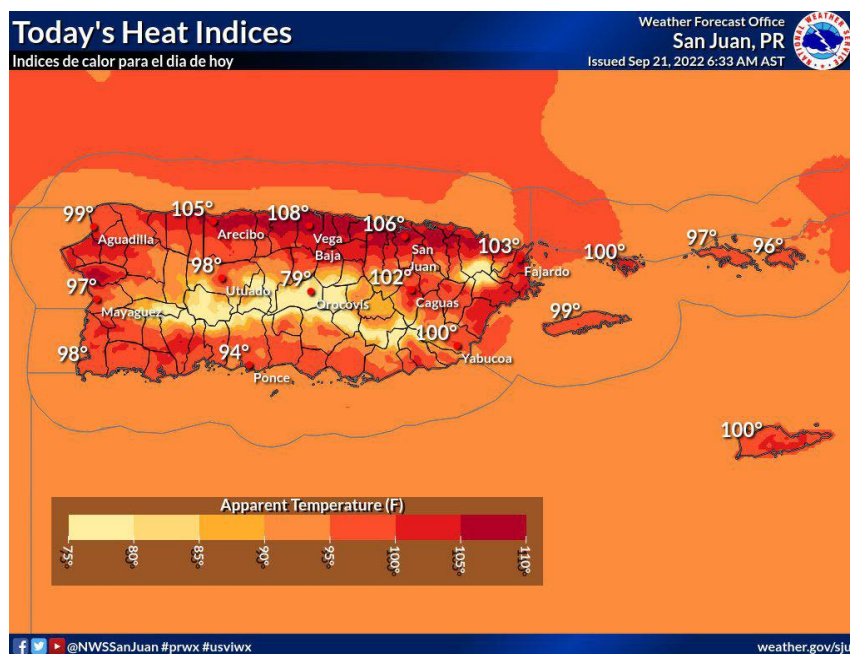 Today's Heat Indices
Indices de calor para el dia de hoy
Weather Forecast Office
San Juan, PR
Issued Sep 21, 2022 6:33 AM AST
NATIONAL WEATHER SERVICE
99°
Aguadilla
105°
Arecibo
108°
Vega
Baja
106°
San
Juan
103°
Fajardo
100°
97°
96°
97°
Mayaguez
98°
Utuado
79°
Orocovis
102°
Caguas
99°
98°
94°
Ponce
100°
Yabucoa
100°
Apparent Temperature (F)
75° 80° 85° 90° 95° 100° 105° 110°
@NWSSanJuan #prwx #usviwx
weather.gov/sju